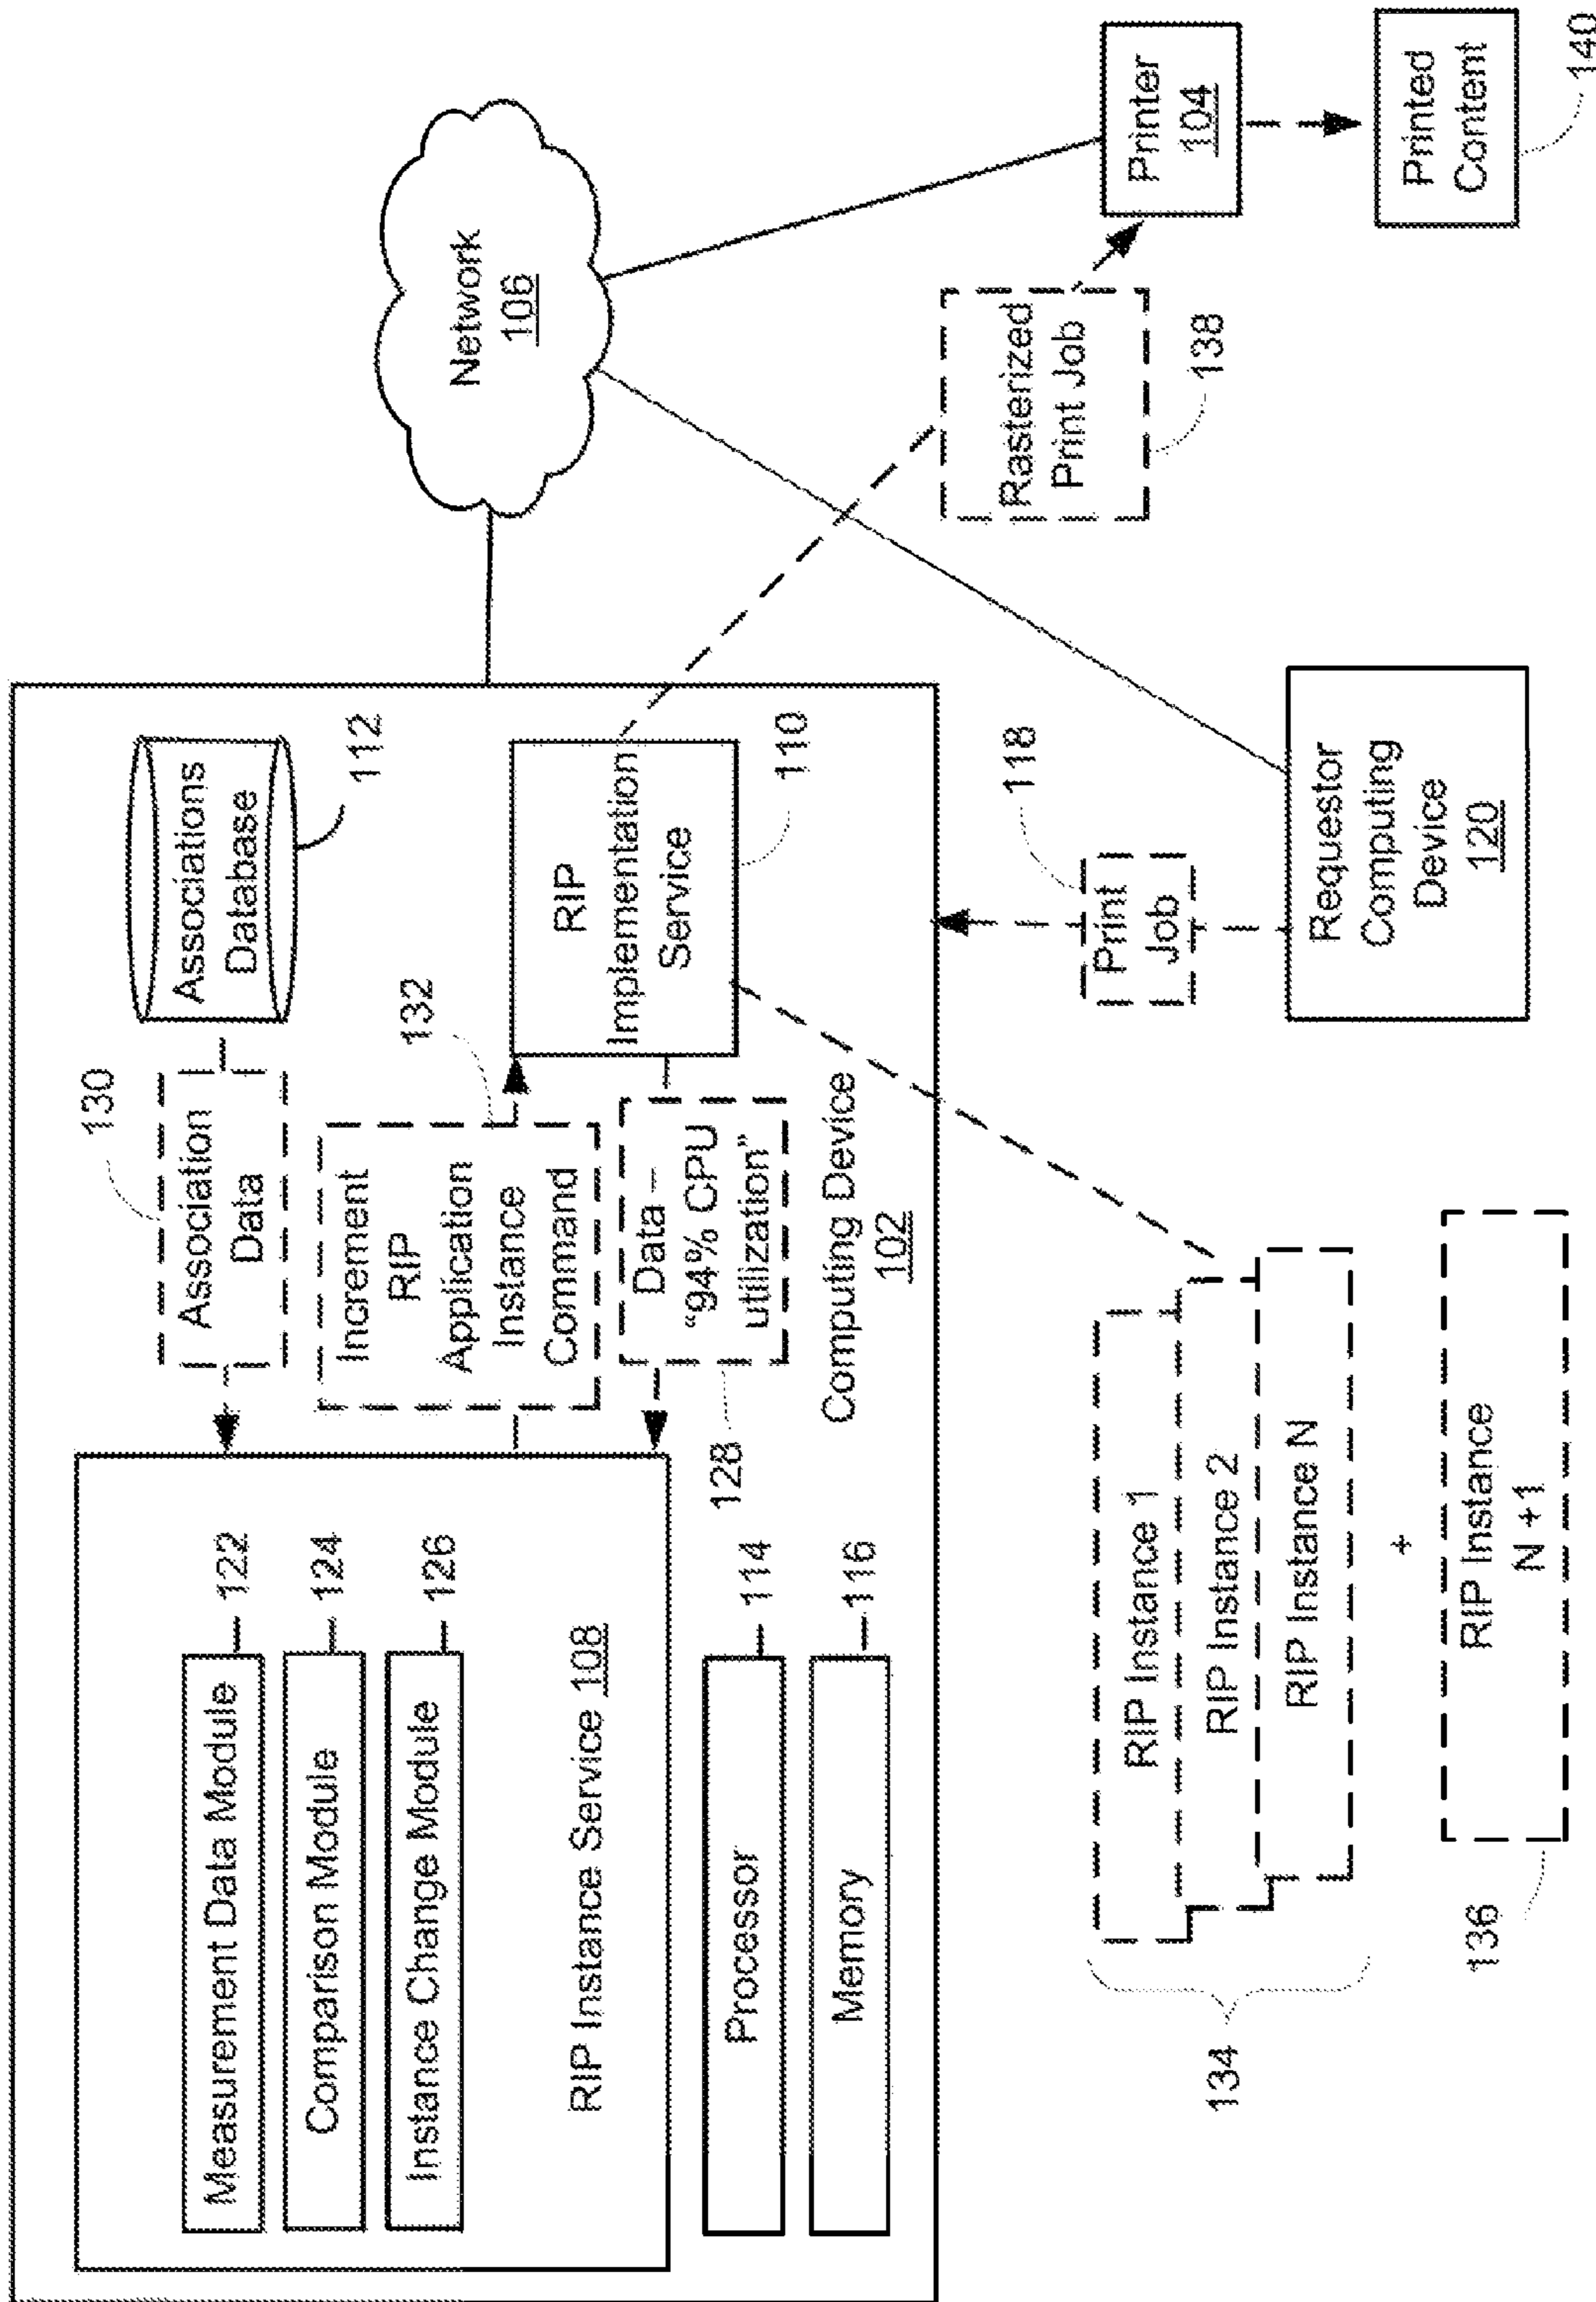 Measurement Data Module
122
Comparison Module
124
Instance Change Module
126
RIP Instance Service 108
Processor
114
Memory
116
130
Association
Data
Associations
Database
112
Increment
RIP
Application
Instance
Command
132
RIP
Implementation
Service
110
Data –
“94% CPU
utilization”
128
Computing Device
102
Network
106
Print
Job
118
Requestor
Computing
Device
120
Rasterized
Print Job
138
Printer
104
Printed
Content
140
RIP Instance 1
RIP Instance 2
RIP Instance N
134
+
RIP Instance
N +1
136